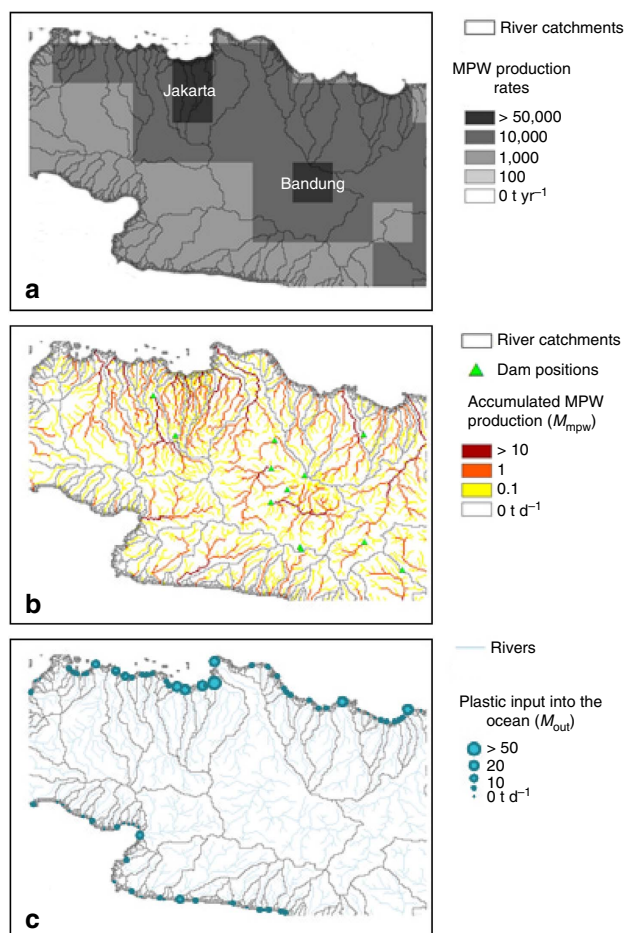 River catchments
MPW production
rates
> 50,000
10,000
1,000
100
0 t yr⁻¹
Jakarta
Bandung
a
River catchments
Dam positions
Accumulated MPW
production (Mmpw)
> 10
1
0.1
0 t d⁻¹
b
Rivers
Plastic input into the
ocean (Mout)
> 50
20
10
0 t d⁻¹
c